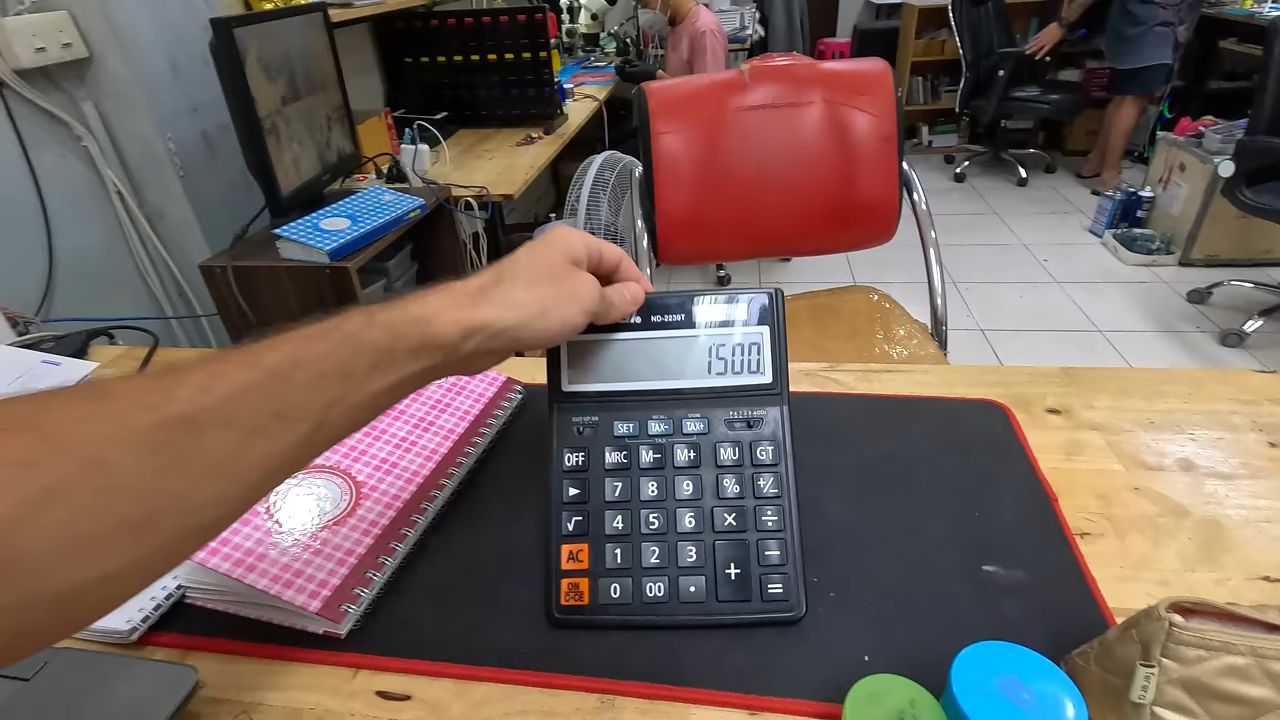 ND-2239T
1500.
SET TAX- TAX+
TAX
OFF MRC M- M+ MU GT
▶ 7 8 9 % +/-
√ 4 5 6 × ÷
AC 1 2 3 + −
ON C·CE 0 00 · =